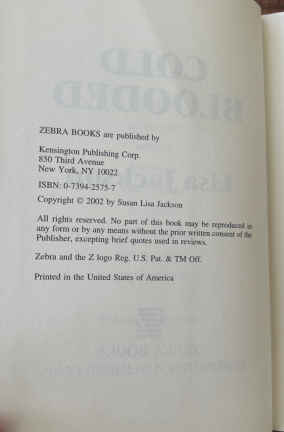 ZEBRA BOOKS are published by
Kensington Publishing Corp.
850 Third Avenue
New York, NY 10022
ISBN: 0-7394-2575-7
Copyright © 2002 by Susan Lisa Jackson
All rights reserved. No part of this book may be reproduced in
any form or by any means without the prior written consent of the
Publisher, excepting brief quotes used in reviews.
Zebra and the Z logo Reg. U.S. Pat. & TM Off.
Printed in the United States of America
COLD
BLOODED